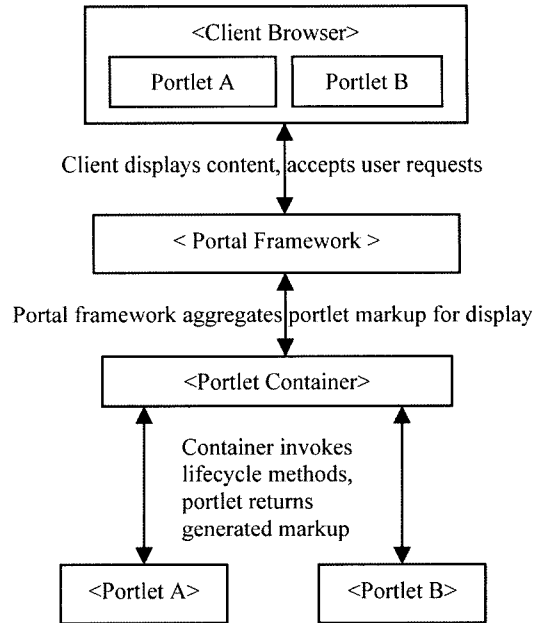 <Client Browser>
Portlet A
Portlet B
Client displays content, accepts user requests
< Portal Framework >
Portal framework aggregates portlet markup for display
<Portlet Container>
Container invokes
lifecycle methods,
portlet returns
generated markup
<Portlet A>
<Portlet B>